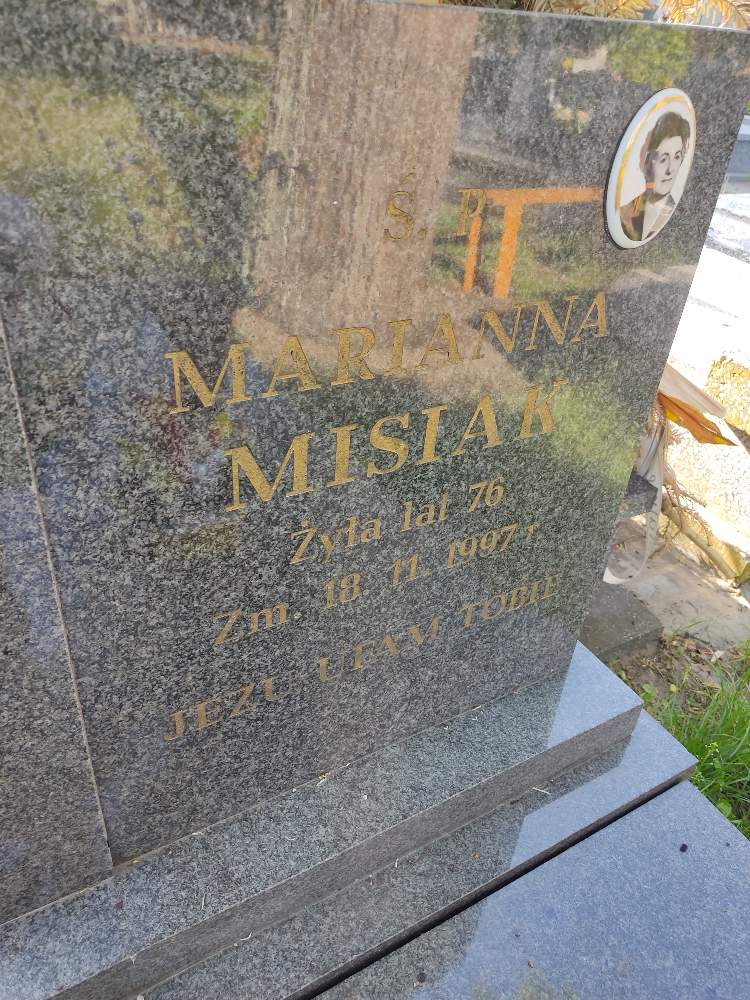 Ś. P.
MARIANNA
MISIAK
Żyła lat 76
Zm. 18. 11. 1997 r.
JEZU UFAM TOBIE